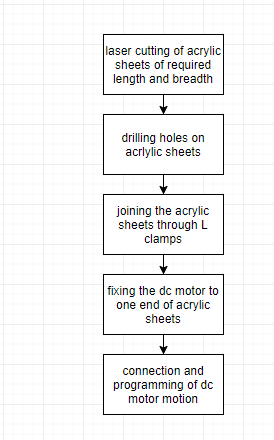 laser cutting of acrylic
sheets of required
length and breadth
drilling holes on
acrlylic sheets
joining the acrylic
sheets through L
clamps
fixing the dc motor to
one end of acrylic
sheets
connection and
programming of dc
motor motion